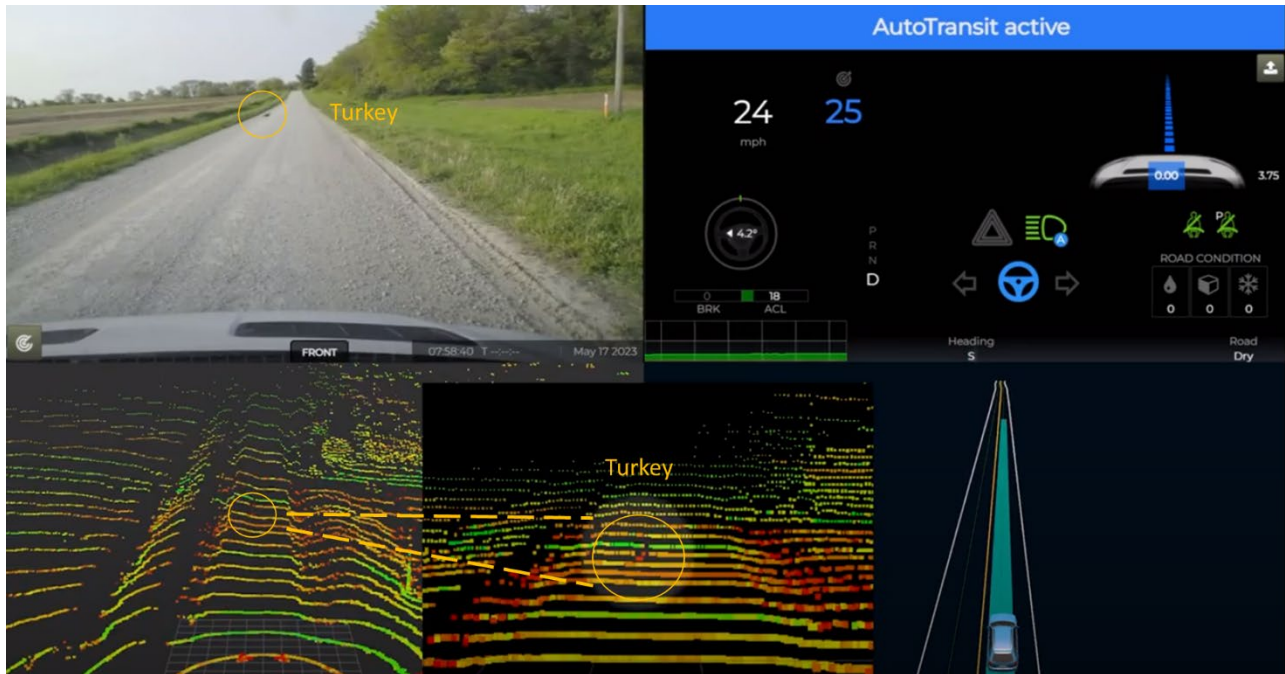 AutoTransit active
Turkey
24
mph
25
0.00
3.75
4.2°
P
R
N
D
A
P
ROAD CONDITION
0 0 0
0 18
BRK ACL
Heading
S
Road
Dry
FRONT
07:58:40 T --:--:--
May 17 2023
Turkey